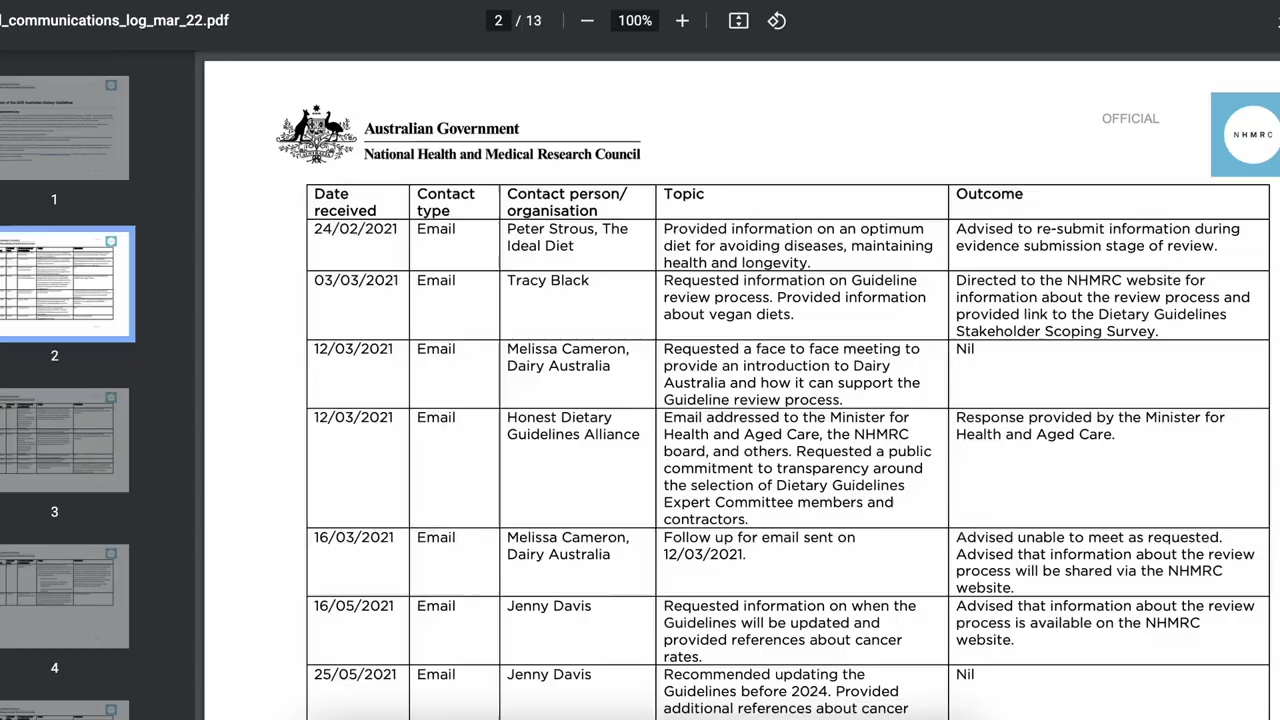 l_communications_log_mar_22.pdf
2 / 13
100%
1
2
3
4
Australian Government
National Health and Medical Research Council
OFFICIAL
NHMRC
Date received | Contact type | Contact person/ organisation | Topic | Outcome
24/02/2021 | Email | Peter Strous, The Ideal Diet | Provided information on an optimum diet for avoiding diseases, maintaining health and longevity. | Advised to re-submit information during evidence submission stage of review.
03/03/2021 | Email | Tracy Black | Requested information on Guideline review process. Provided information about vegan diets. | Directed to the NHMRC website for information about the review process and provided link to the Dietary Guidelines Stakeholder Scoping Survey.
12/03/2021 | Email | Melissa Cameron, Dairy Australia | Requested a face to face meeting to provide an introduction to Dairy Australia and how it can support the Guideline review process. | Nil
12/03/2021 | Email | Honest Dietary Guidelines Alliance | Email addressed to the Minister for Health and Aged Care, the NHMRC board, and others. Requested a public commitment to transparency around the selection of Dietary Guidelines Expert Committee members and contractors. | Response provided by the Minister for Health and Aged Care.
16/03/2021 | Email | Melissa Cameron, Dairy Australia | Follow up for email sent on 12/03/2021. | Advised unable to meet as requested. Advised that information about the review process will be shared via the NHMRC website.
16/05/2021 | Email | Jenny Davis | Requested information on when the Guidelines will be updated and provided references about cancer rates. | Advised that information about the review process is available on the NHMRC website.
25/05/2021 | Email | Jenny Davis | Recommended updating the Guidelines before 2024. Provided additional references about cancer | Nil